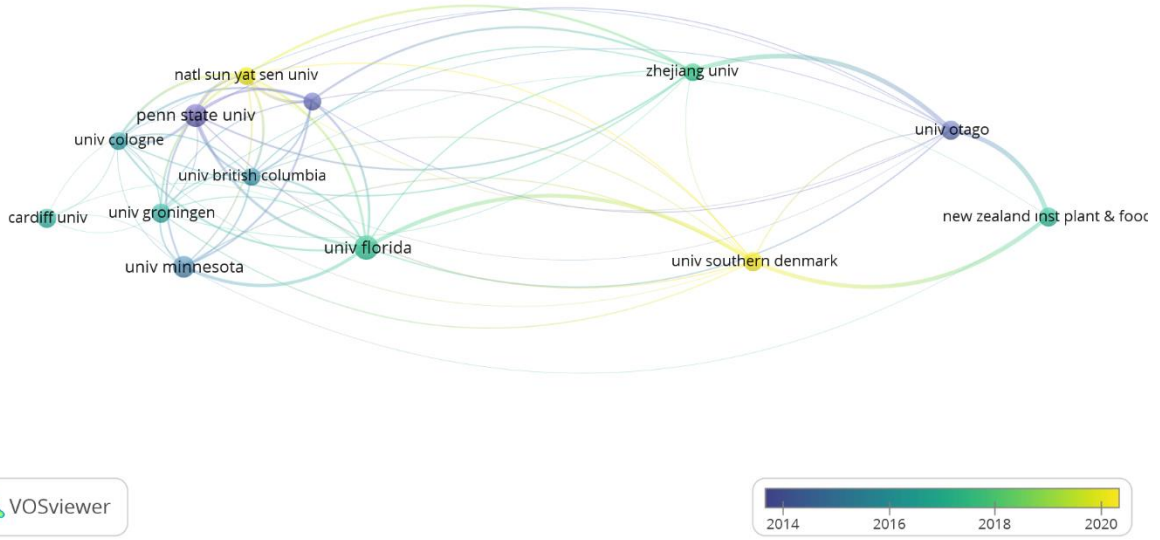 natl sun yat sen univ
zhejiang univ
penn state univ
univ otago
univ cologne
univ british columbia
cardiff univ
univ groningen
new zealand inst plant & food
univ florida
univ minnesota
univ southern denmark
VOSviewer
2014 2016 2018 2020